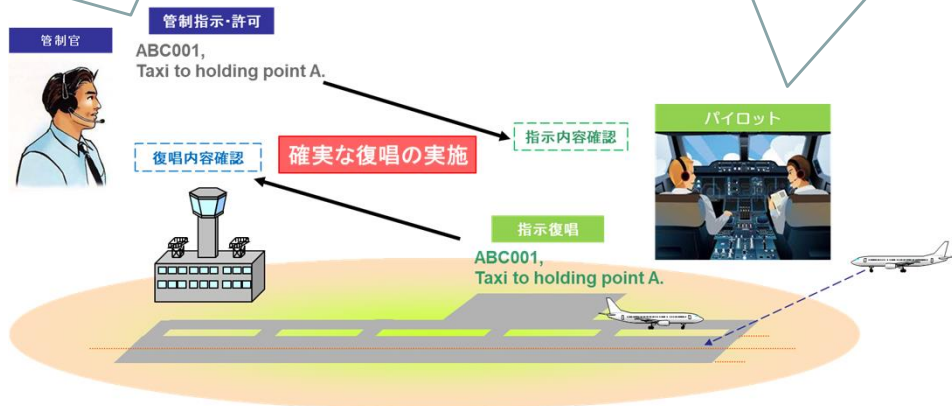 管制指示・許可
管制官
ABC001,
Taxi to holding point A.
パイロット
指示内容確認
確実な復唱の実施
復唱内容確認
指示復唱
ABC001,
Taxi to holding point A.